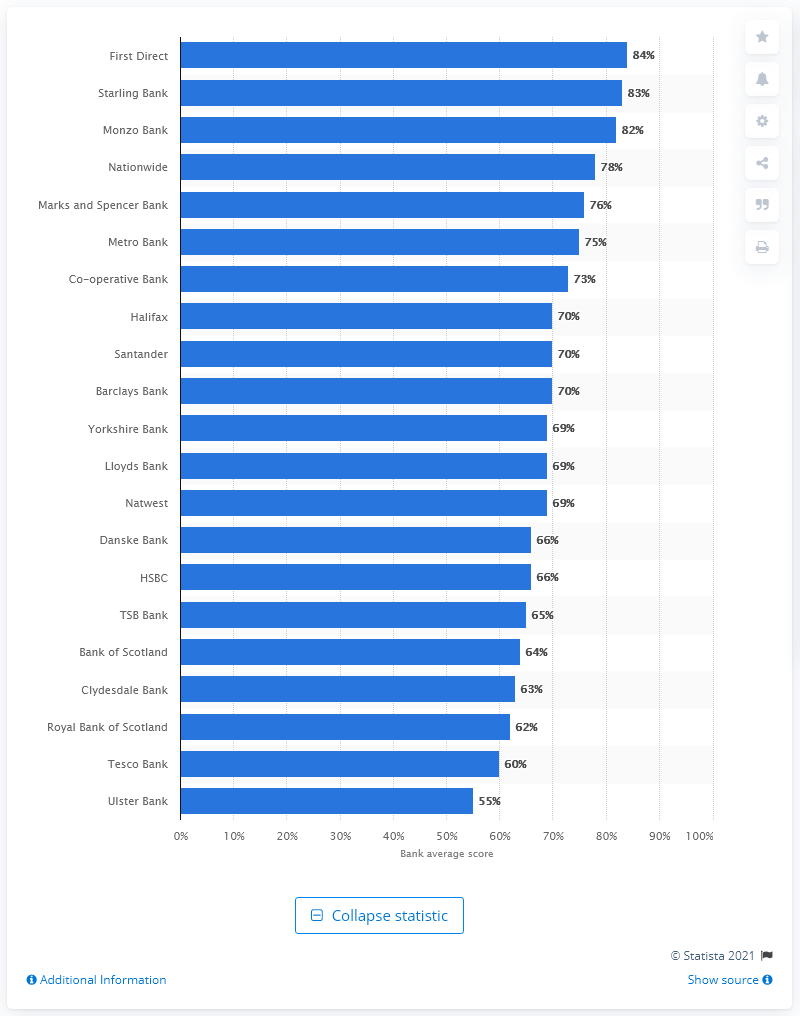 First Direct 84%
Starling Bank 83%
Monzo Bank 82%
Nationwide 78%
Marks and Spencer Bank 76%
Metro Bank 75%
Co-operative Bank 73%
Halifax 70%
Santander 70%
Barclays Bank 70%
Yorkshire Bank 69%
Lloyds Bank 69%
Natwest 69%
Danske Bank 66%
HSBC 66%
TSB Bank 65%
Bank of Scotland 64%
Clydesdale Bank 63%
Royal Bank of Scotland 62%
Tesco Bank 60%
Ulster Bank 55%
0% 10% 20% 30% 40% 50% 60% 70% 80% 90% 100%
Bank average score
Collapse statistic
© Statista 2021
Additional Information Show source